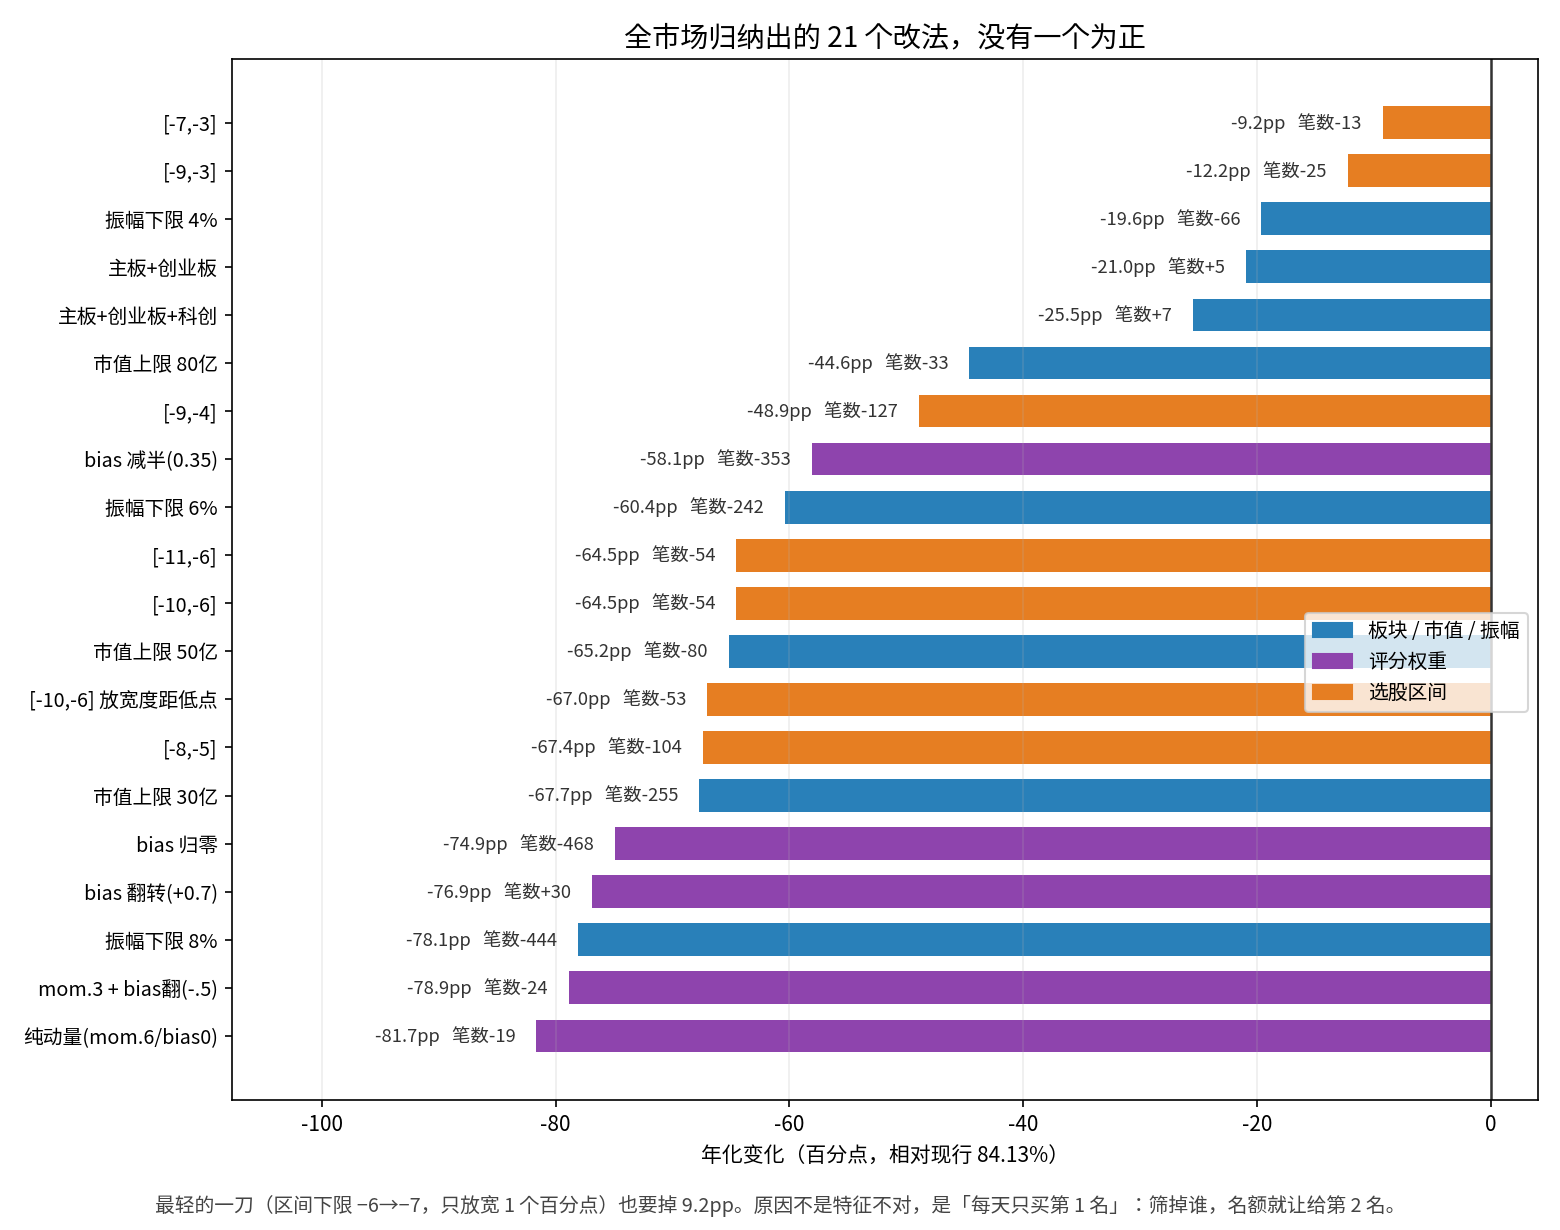 全市场归纳出的 21 个改法，没有一个为正
[-7,-3]
-9.2pp 笔数-13
[-9,-3]
-12.2pp 笔数-25
振幅下限 4%
-19.6pp 笔数-66
主板+创业板
-21.0pp 笔数+5
主板+创业板+科创
-25.5pp 笔数+7
市值上限 80亿
-44.6pp 笔数-33
[-9,-4]
-48.9pp 笔数-127
bias 减半(0.35)
-58.1pp 笔数-353
振幅下限 6%
-60.4pp 笔数-242
[-11,-6]
-64.5pp 笔数-54
[-10,-6]
-64.5pp 笔数-54
市值上限 50亿
-65.2pp 笔数-80
[-10,-6] 放宽度距低点
-67.0pp 笔数-53
[-8,-5]
-67.4pp 笔数-104
市值上限 30亿
-67.7pp 笔数-255
bias 归零
-74.9pp 笔数-468
bias 翻转(+0.7)
-76.9pp 笔数+30
振幅下限 8%
-78.1pp 笔数-444
mom.3 + bias翻(-.5)
-78.9pp 笔数-24
纯动量(mom.6/bias0)
-81.7pp 笔数-19
板块 / 市值 / 振幅
评分权重
选股区间
-100 -80 -60 -40 -20 0
年化变化（百分点，相对现行 84.13%）
最轻的一刀（区间下限 −6→−7，只放宽 1 个百分点）也要掉 9.2pp。原因不是特征不对，是「每天只买第 1 名」：筛掉谁，名额就让给第 2 名。